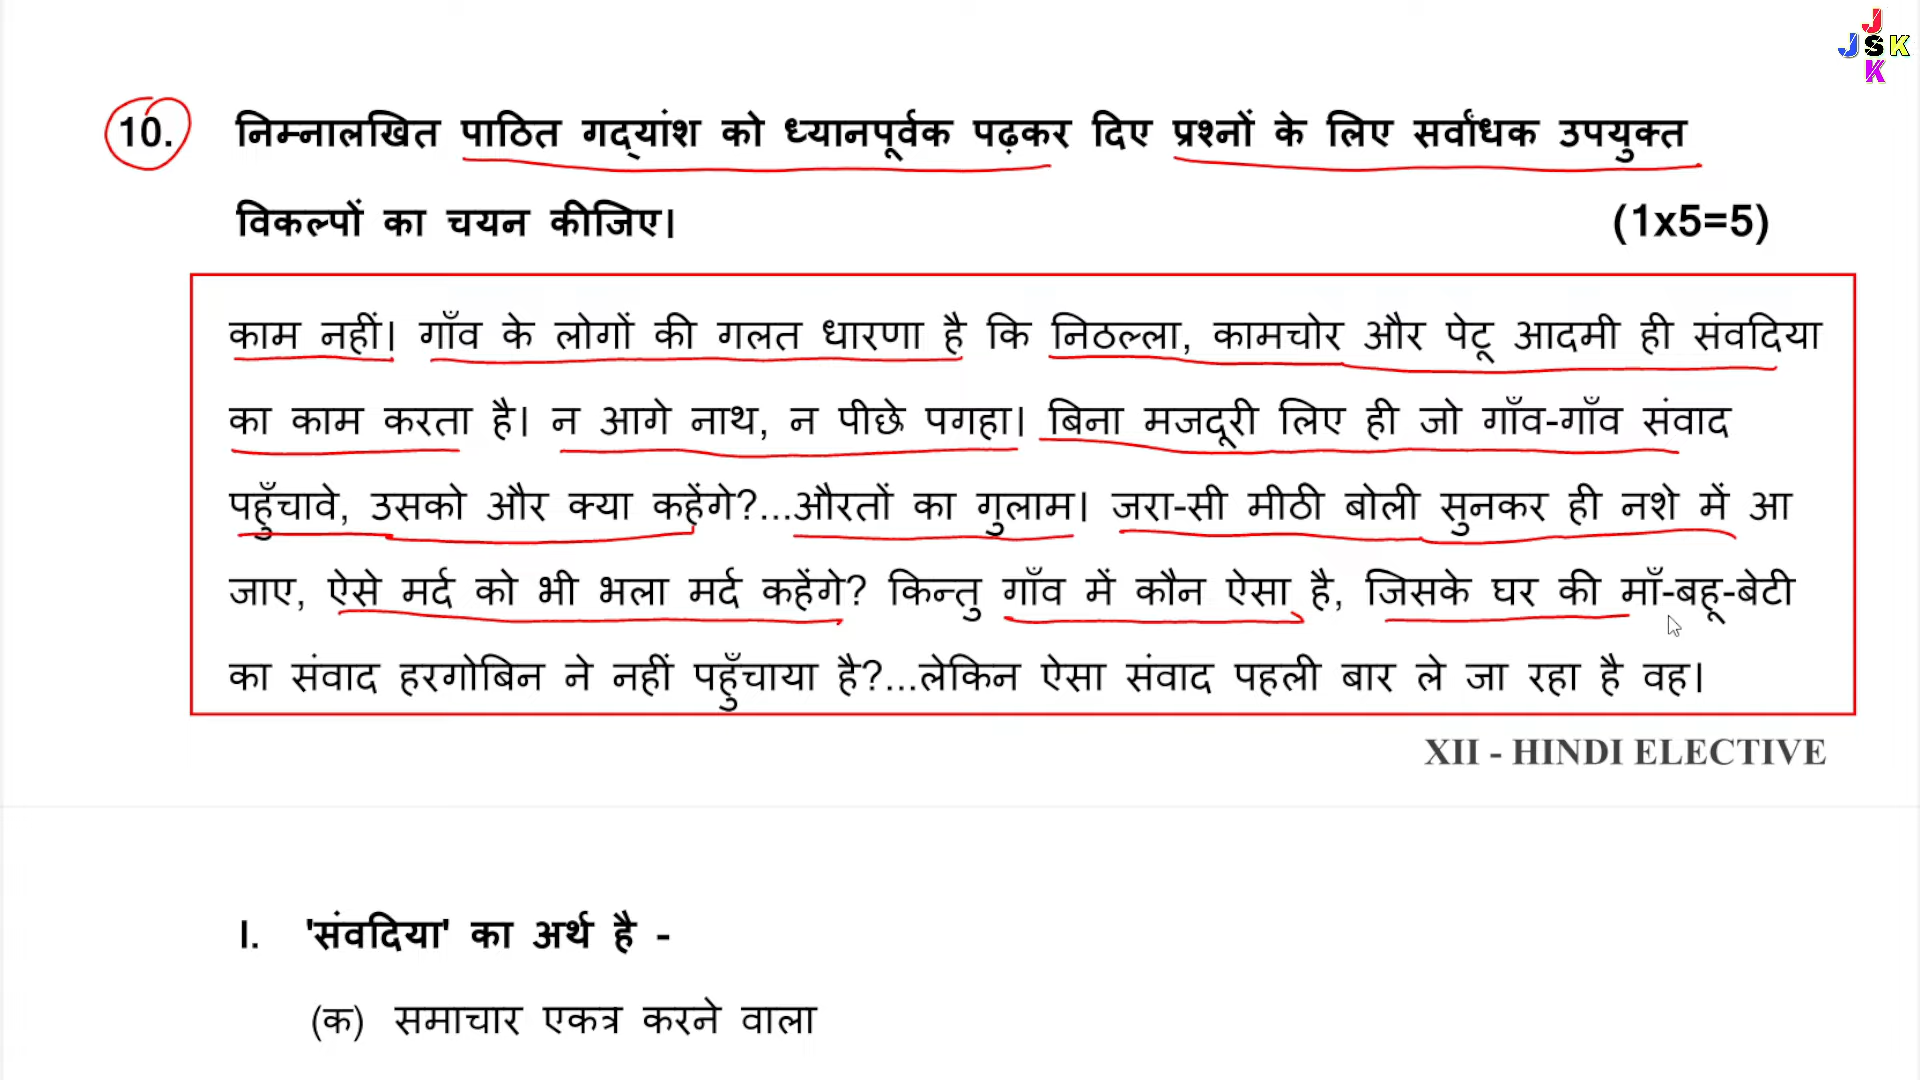 J
JSK
K
10. निम्नालखित पाठित गद्यांश को ध्यानपूर्वक पढ़कर दिए प्रश्नों के लिए सर्वांधक उपयुक्त
विकल्पों का चयन कीजिए। (1x5=5)
काम नहीं। गाँव के लोगों की गलत धारणा है कि निठल्ला, कामचोर और पेटू आदमी ही संवदिया
का काम करता है। न आगे नाथ, न पीछे पगहा। बिना मजदूरी लिए ही जो गाँव-गाँव संवाद
पहुँचावे, उसको और क्या कहेंगे?...औरतों का गुलाम। जरा-सी मीठी बोली सुनकर ही नशे में आ
जाए, ऐसे मर्द को भी भला मर्द कहेंगे? किन्तु गाँव में कौन ऐसा है, जिसके घर की माँ-बहू-बेटी
का संवाद हरगोबिन ने नहीं पहुँचाया है?...लेकिन ऐसा संवाद पहली बार ले जा रहा है वह।
XII - HINDI ELECTIVE
I. 'संवदिया' का अर्थ है -
(क) समाचार एकत्र करने वाला